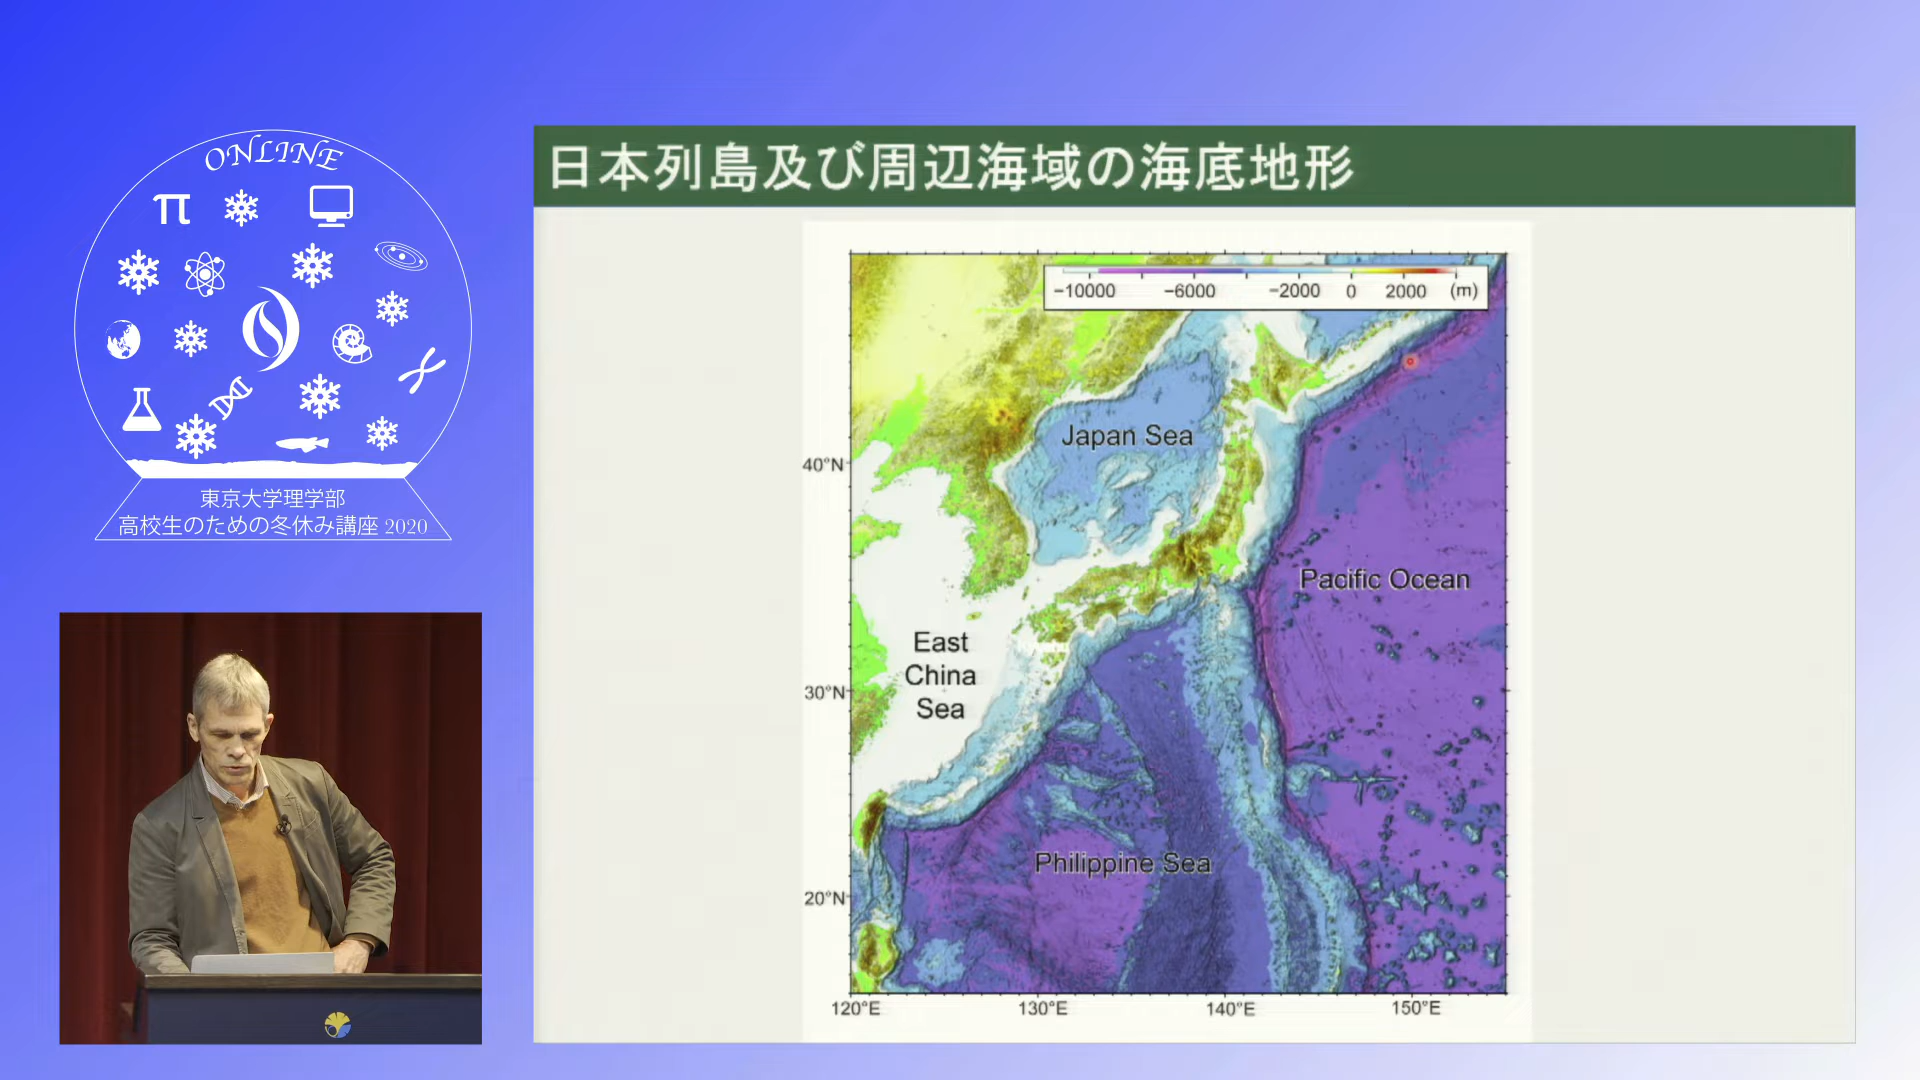 ONLINE
π
東京大学理学部
高校生のための冬休み講座 2020
日本列島及び周辺海域の海底地形
−10000 −6000 −2000 0 2000 (m)
Japan Sea
40°N
Pacific Ocean
East
China
Sea
30°N
Philippine Sea
20°N
120°E 130°E 140°E 150°E